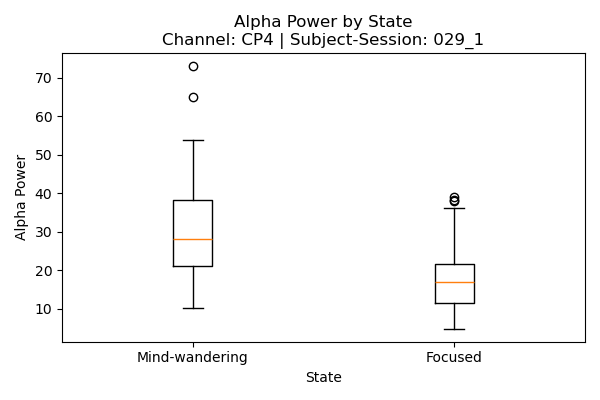 Alpha Power by State
Channel: CP4 | Subject-Session: 029_1
Alpha Power
70
60
50
40
30
20
10
Mind-wandering
Focused
State